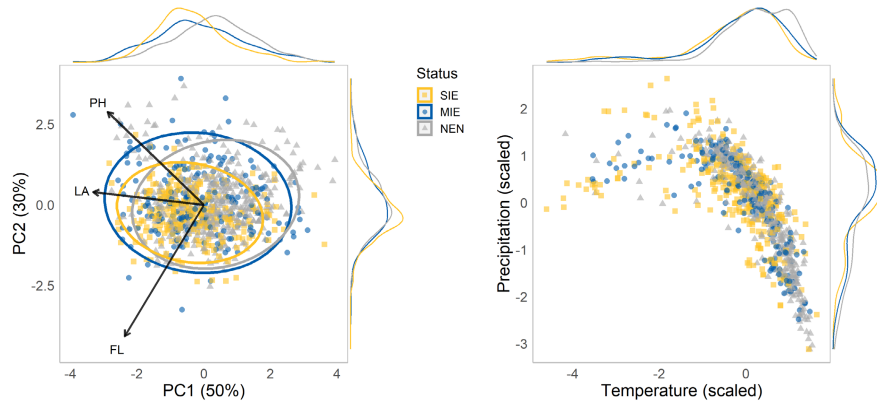 PH
LA
FL
2.5
0.0
-2.5
PC2 (30%)
-4
-2
0
2
4
PC1 (50%)
Status
SIE
MIE
NEN
2
1
0
-1
-2
-3
Precipitation (scaled)
-4
-2
0
Temperature (scaled)